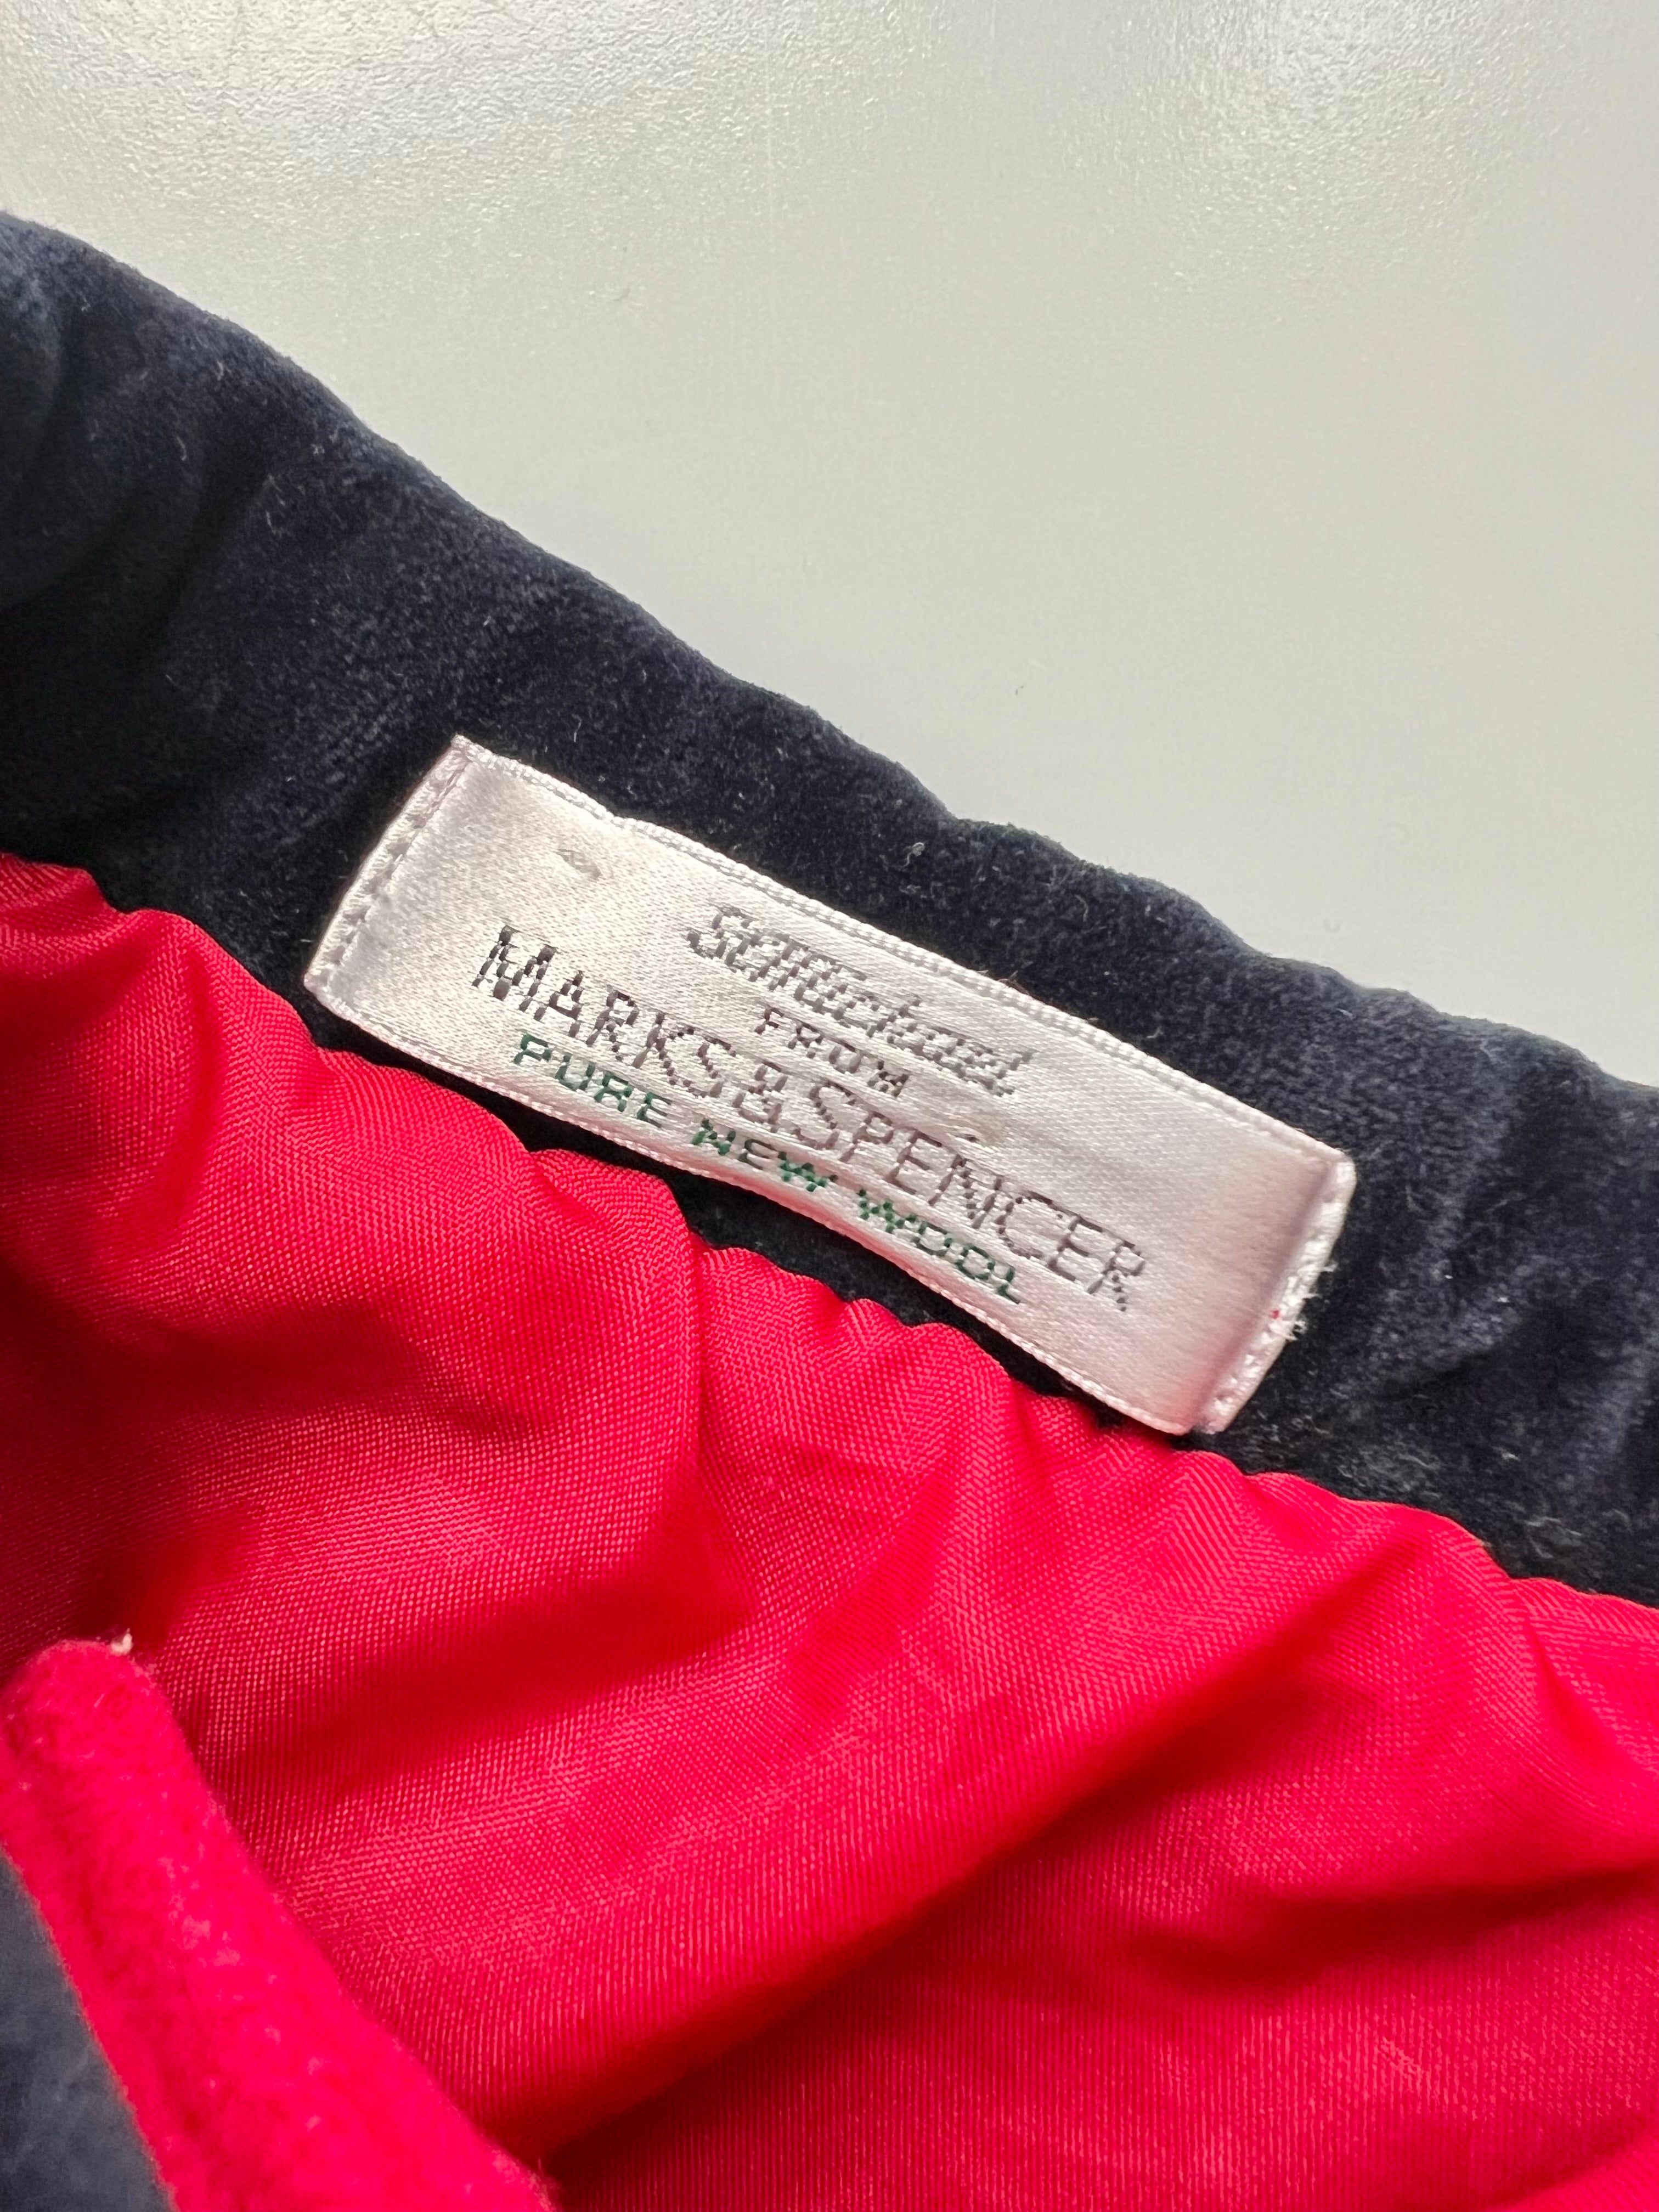 St Michael
FROM
MARKS&SPENCER
PURE NEW WOOL